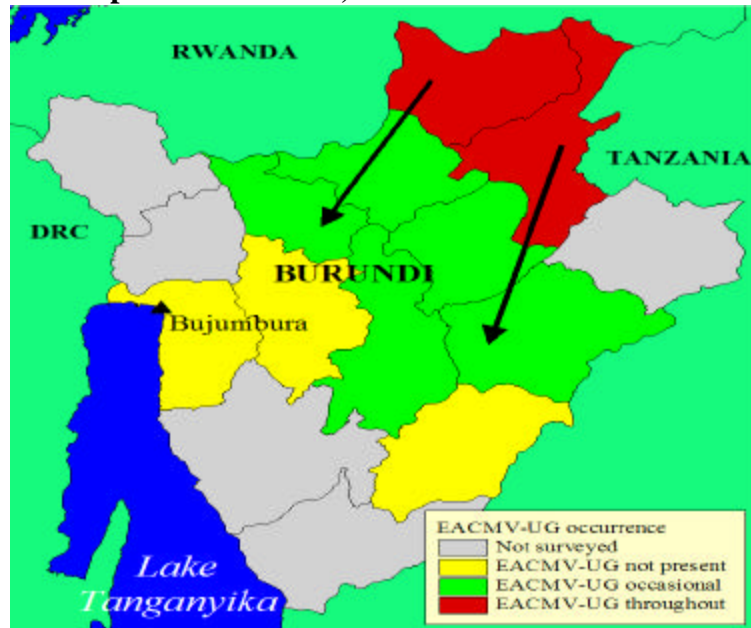 RWANDA
TANZANIA
DRC
BURUNDI
Bujumbura
Lake
Tanganyika
EACMV-UG occurrence
Not surveyed
EACMV-UG not present
EACMV-UG occasional
EACMV-UG throughout